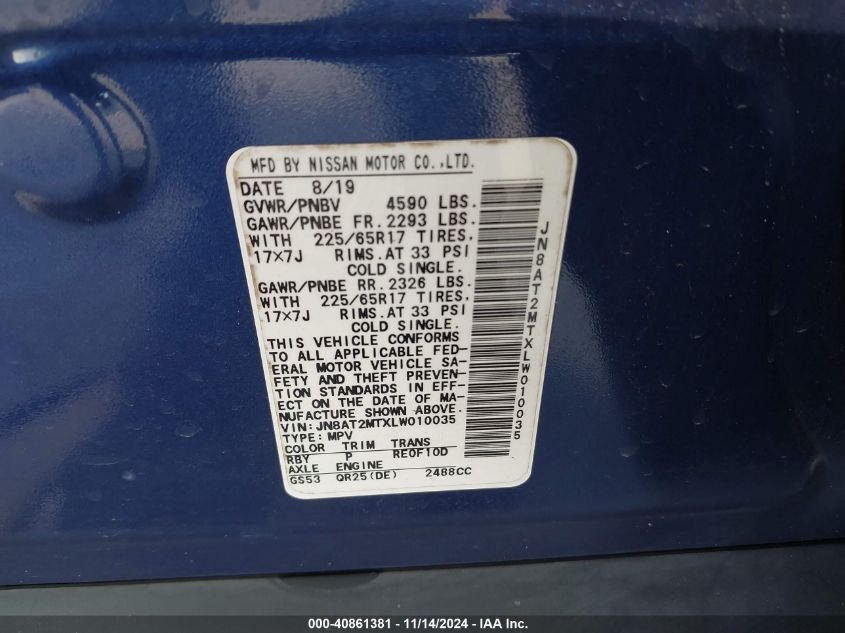 MFD BY NISSAN MOTOR CO.,LTD.
DATE 8/19
GVWR/PNBV 4590 LBS.
GAWR/PNBE FR. 2293 LBS.
WITH 225/65R17 TIRES,
17×7J RIMS.AT 33 PSI
COLD SINGLE.
GAWR/PNBE RR. 2326 LBS.
WITH 225/65R17 TIRES,
17×7J RIMS.AT 33 PSI
COLD SINGLE.
THIS VEHICLE CONFORMS
TO ALL APPLICABLE FED-
ERAL MOTOR VEHICLE SA-
FETY AND THEFT PREVEN-
TION STANDARDS IN EFF-
ECT ON THE DATE OF MA-
NUFACTURE SHOWN ABOVE.
VIN: JN8AT2MTXLW010035
TYPE: MPV
COLOR TRIM TRANS
RBY P RE0F10D
AXLE ENGINE
GS53 QR25(DE) 2488CC
JN8AT2MTXLW010035
000-40861381 - 11/14/2024 - IAA Inc.